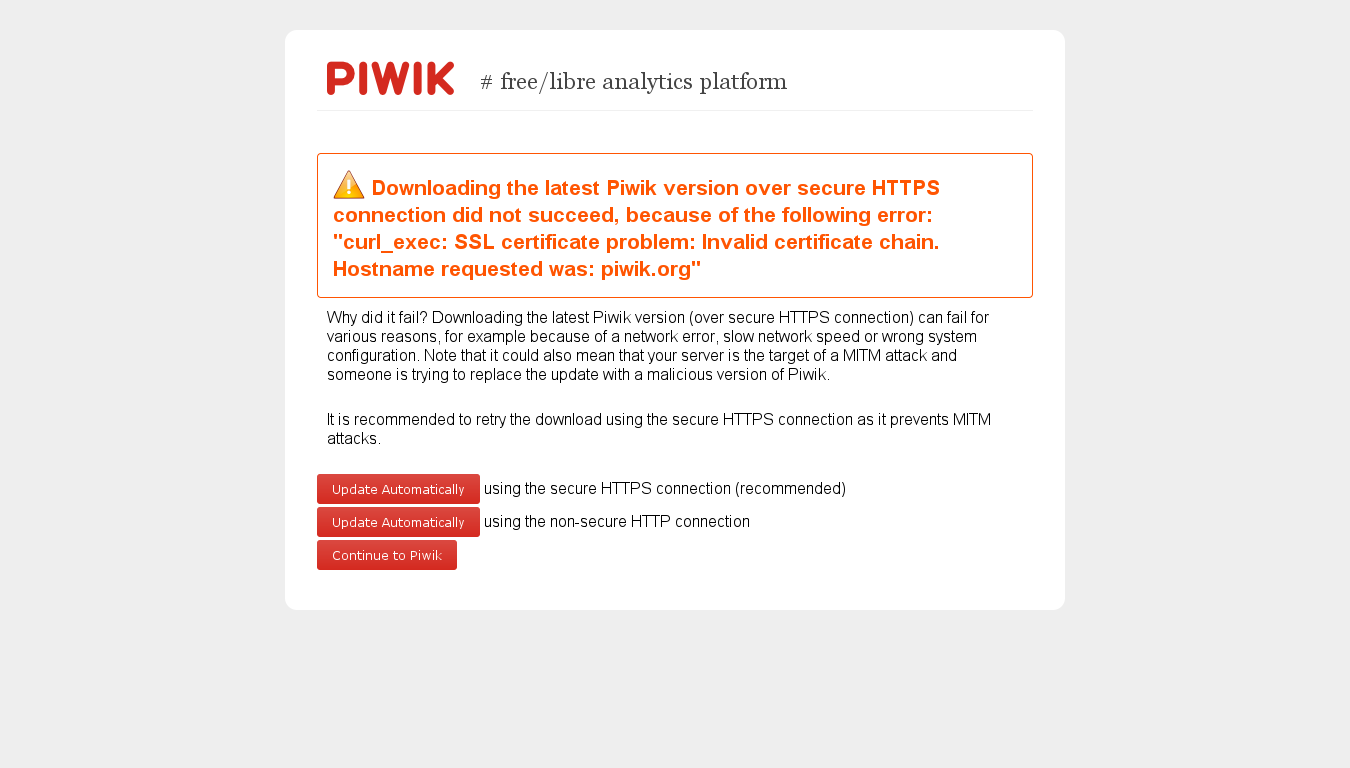 PIWIK # free/libre analytics platform
Downloading the latest Piwik version over secure HTTPS
connection did not succeed, because of the following error:
"curl_exec: SSL certificate problem: Invalid certificate chain.
Hostname requested was: piwik.org"
Why did it fail? Downloading the latest Piwik version (over secure HTTPS connection) can fail for
various reasons, for example because of a network error, slow network speed or wrong system
configuration. Note that it could also mean that your server is the target of a MITM attack and
someone is trying to replace the update with a malicious version of Piwik.
It is recommended to retry the download using the secure HTTPS connection as it prevents MITM
attacks.
Update Automatically using the secure HTTPS connection (recommended)
Update Automatically using the non-secure HTTP connection
Continue to Piwik